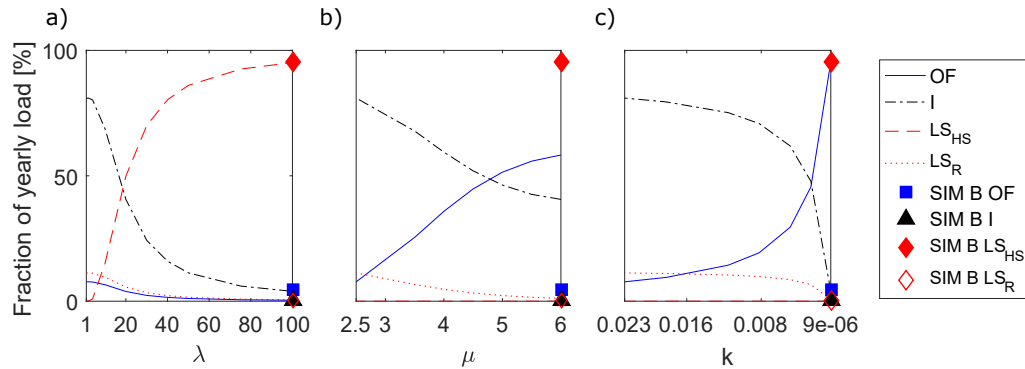 a)
b)
c)
Fraction of yearly load [%]
100
50
0
1 20 40 60 80 100
λ
2.5 3 4 5 6
μ
0.023 0.016 0.008 9e-06
k
OF
I
LS_HS
LS_R
SIM B OF
SIM B I
SIM B LS_HS
SIM B LS_R